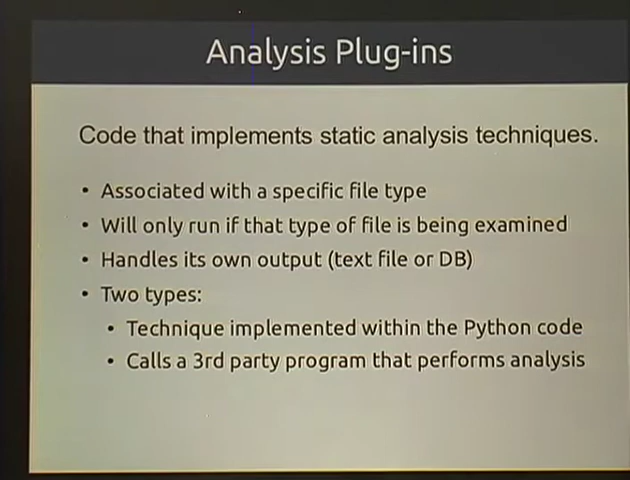 Analysis Plug-ins
Code that implements static analysis techniques.
• Associated with a specific file type
• Will only run if that type of file is being examined
• Handles its own output (text file or DB)
• Two types:
• Technique implemented within the Python code
• Calls a 3rd party program that performs analysis